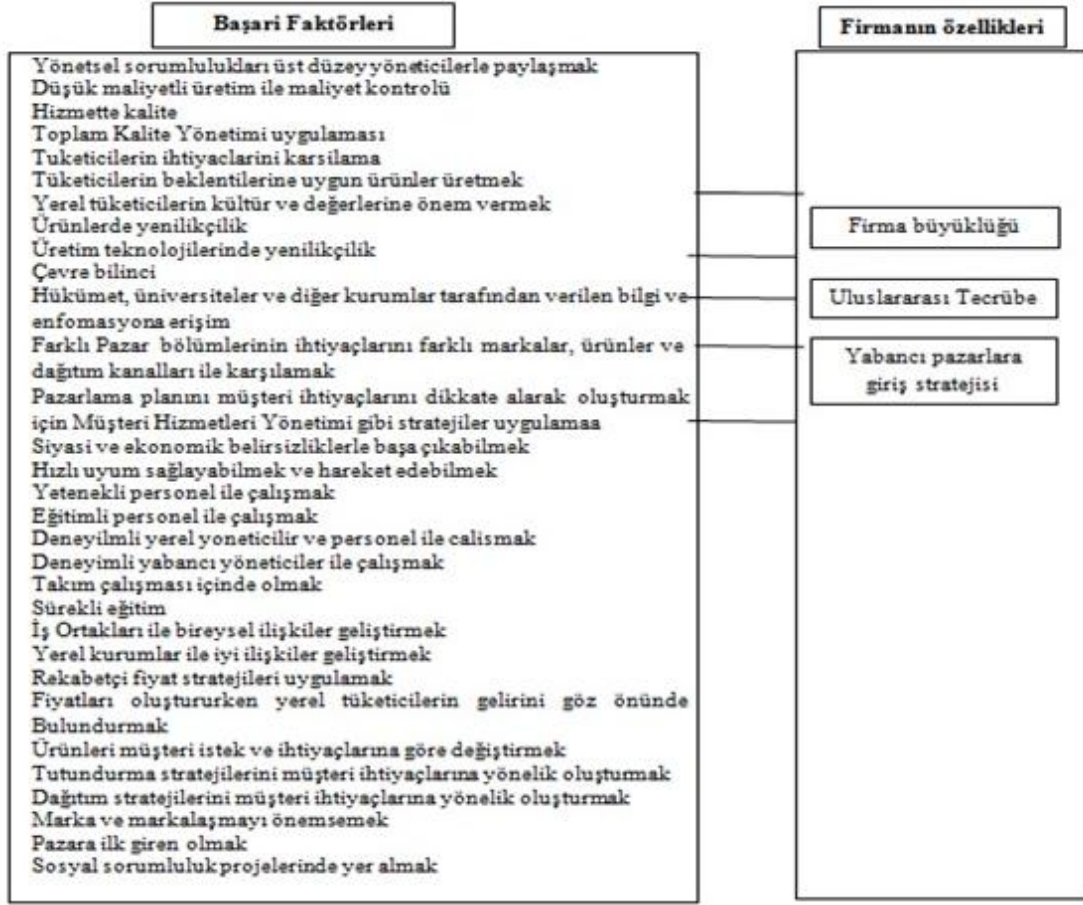 Başari Faktörleri
Yönetsel sorumlulukları üst düzey yöneticilerle paylaşmak
Düşük maliyetli üretim ile maliyet kontrolü
Hizmette kalite
Toplam Kalite Yönetimi uygulaması
Tuketicilerin ihtiyaclarini karsilama
Tüketicilerin beklentilerine uygun ürünler üretmek
Yerel tüketicilerin kültür ve değerlerine önem vermek
Ürünlerde yenilikçilik
Üretim teknolojilerinde yenilikçilik
Çevre bilinci
Hükümet, üniversiteler ve diğer kurumlar tarafından verilen bilgi ve
enfomasyona erişim
Farklı Pazar bölümlerinin ihtiyaçlarını farklı markalar, ürünler ve
dağıtım kanalları ile karşılamak
Pazarlama planını müşteri ihtiyaçlarını dikkate alarak oluşturmak
için Müşteri Hizmetleri Yönetimi gibi stratejiler uygulamaa
Siyasi ve ekonomik belirsizliklerle başa çıkabilmek
Hızlı uyum sağlayabilmek ve hareket edebilmek
Yetenekli personel ile çalışmak
Eğitimli personel ile çalışmak
Deneyilmli yerel yoneticilir ve personel ile calismak
Deneyimli yabancı yöneticiler ile çalışmak
Takım çalışması içinde olmak
Sürekli eğitim
İş Ortakları ile bireysel ilişkiler geliştirmek
Yerel kurumlar ile iyi ilişkiler geliştirmek
Rekabetçi fiyat stratejileri uygulamak
Fiyatları oluştururken yerel tüketicilerin gelirini göz önünde
Bulundurmak
Ürünleri müşteri istek ve ihtiyaçlarına göre değiştirmek
Tutundurma stratejilerini müşteri ihtiyaçlarına yönelik oluşturmak
Dağıtım stratejilerini müşteri ihtiyaçlarına yönelik oluşturmak
Marka ve markalaşmayı önemsemek
Pazara ilk giren olmak
Sosyal sorumluluk projelerinde yer almak
Firmanın özellikleri
Firma büyüklüğü
Uluslararası Tecrübe
Yabancı pazarlara
giriş stratejisi